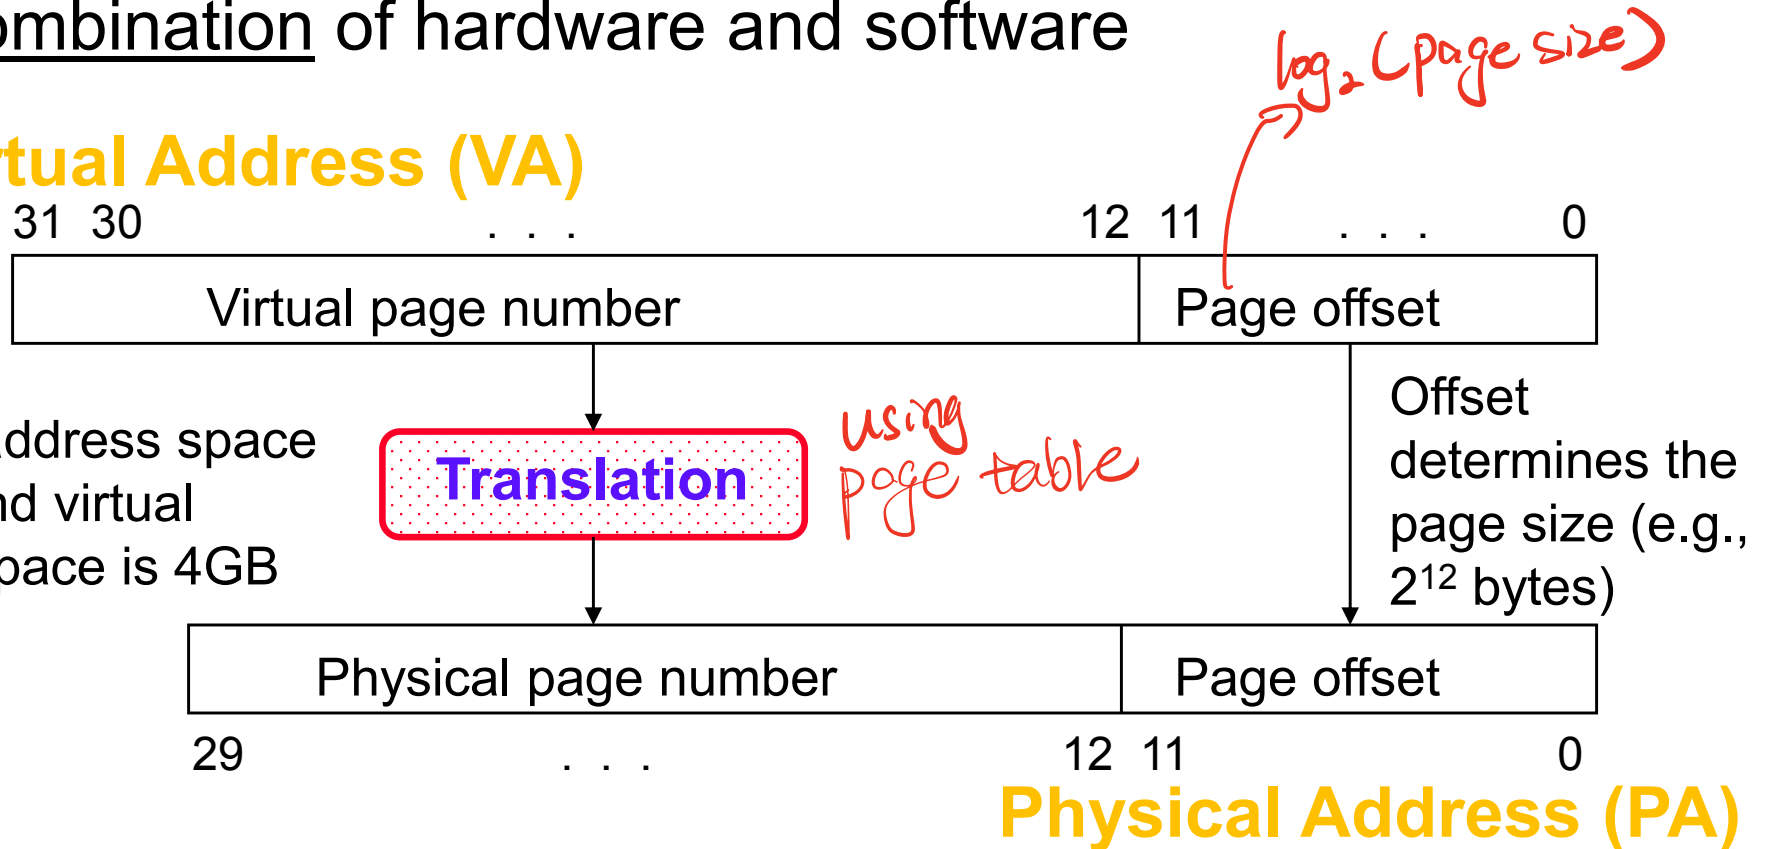 ombination of hardware and software
log₂ (page size)
rtual Address (VA)
31 30 . . . 12 11 . . . 0
Virtual page number Page offset
ddress space
nd virtual
pace is 4GB
Translation
using
page table
Offset
determines the
page size (e.g.,
2¹² bytes)
Physical page number Page offset
29 . . . 12 11 0
Physical Address (PA)